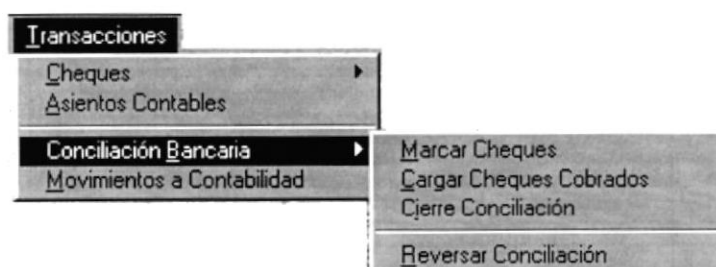 Transacciones
Cheques
Asientos Contables
Conciliación Bancaria
Movimientos a Contabilidad
Marcar Cheques
Cargar Cheques Cobrados
Cierre Conciliación
Reversar Conciliación